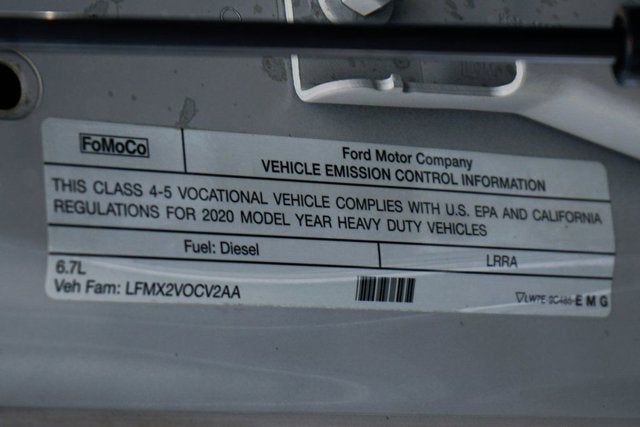 FoMoCo
Ford Motor Company
VEHICLE EMISSION CONTROL INFORMATION
THIS CLASS 4-5 VOCATIONAL VEHICLE COMPLIES WITH U.S. EPA AND CALIFORNIA
REGULATIONS FOR 2020 MODEL YEAR HEAVY DUTY VEHICLES
Fuel: Diesel
LRRA
6.7L
Veh Fam: LFMX2VOCV2AA
EMG